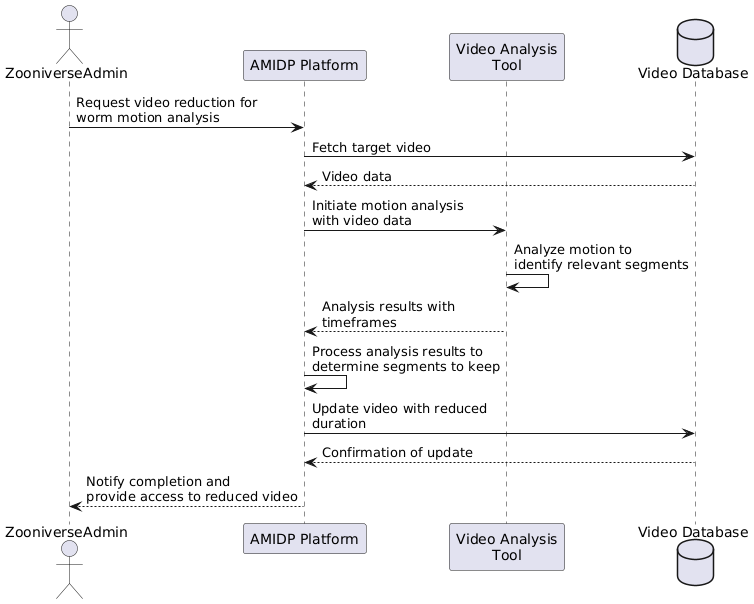 ZooniverseAdmin
AMIDP Platform
Video Analysis
Tool
Video Database
Request video reduction for
worm motion analysis
Fetch target video
Video data
Initiate motion analysis
with video data
Analyze motion to
identify relevant segments
Analysis results with
timeframes
Process analysis results to
determine segments to keep
Update video with reduced
duration
Confirmation of update
Notify completion and
provide access to reduced video
ZooniverseAdmin
AMIDP Platform
Video Analysis
Tool
Video Database